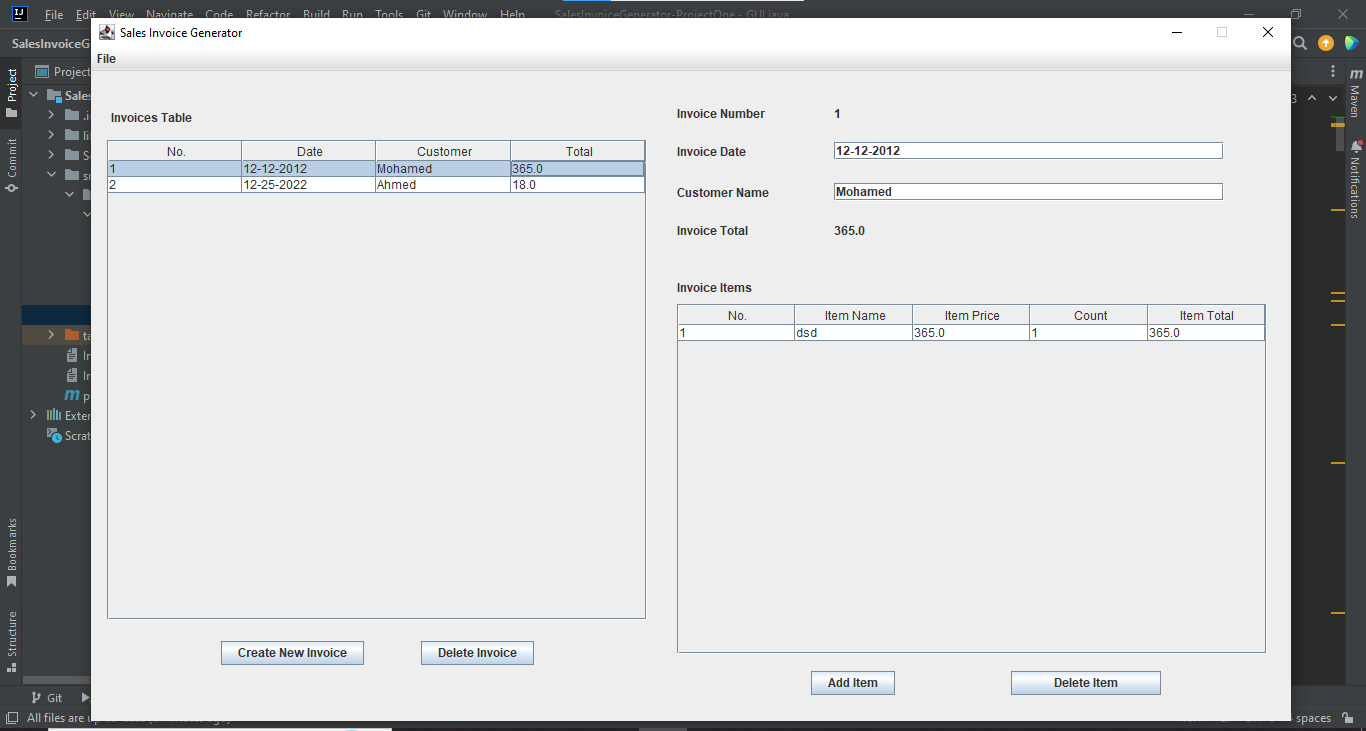 File Edit View Navigate Code Refactor Build Run Tools Git Window Help SalesInvoiceGenerator-ProjectOne - GUI.java
Sales Invoice Generator
SalesInvoiceG
File
Project
Project
Sales
Maven
Commit
Notifications
Invoices Table
No. Date Customer Total
1 12-12-2012 Mohamed 365.0
2 12-25-2022 Ahmed 18.0
Invoice Number 1
Invoice Date 12-12-2012
Customer Name Mohamed
Invoice Total 365.0
Invoice Items
No. Item Name Item Price Count Item Total
1 dsd 365.0 1 365.0
Exter
Scrat
Bookmarks
Structure
Create New Invoice Delete Invoice
Add Item Delete Item
Git
All files are
spaces